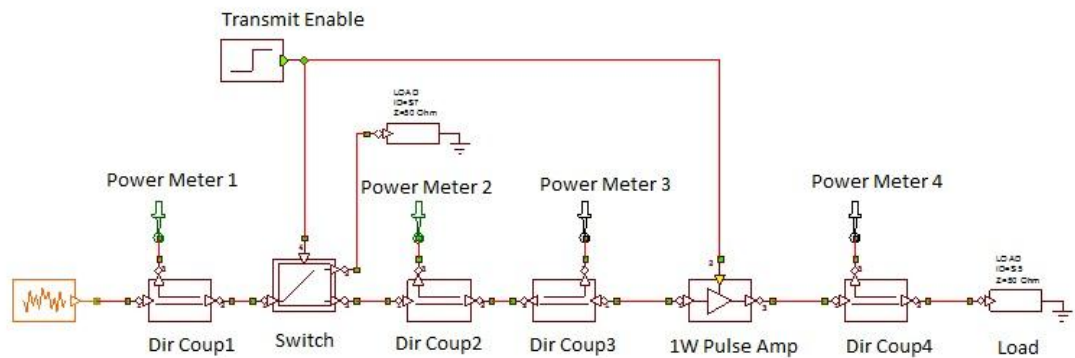 Transmit Enable
LOAD
ID=S7
Z=50 Ohm
Power Meter 1
Power Meter 2
Power Meter 3
Power Meter 4
LOAD
ID=S5
Z=50 Ohm
Dir Coup1
Switch
Dir Coup2
Dir Coup3
1W Pulse Amp
Dir Coup4
Load